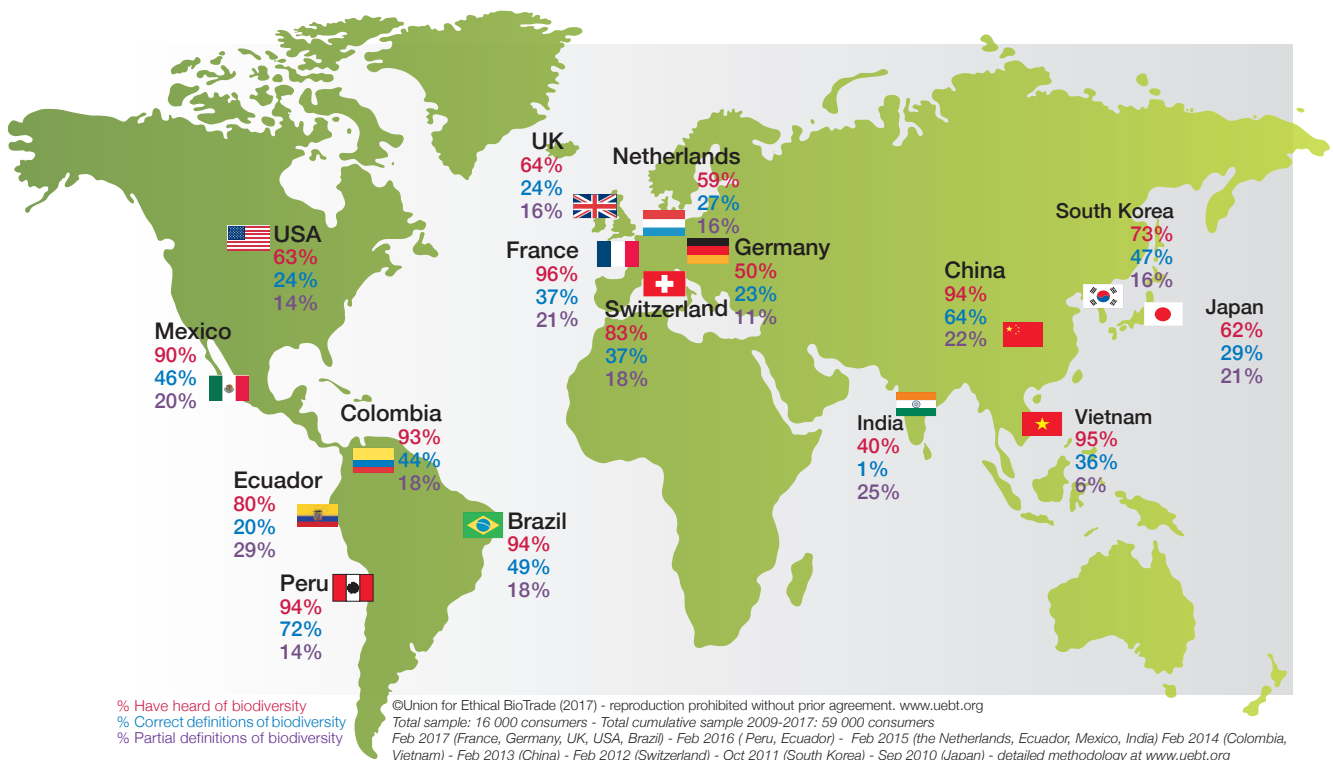 UK
64%
24%
16%
Netherlands
59%
27%
16%
USA
63%
24%
14%
France
96%
37%
21%
Germany
50%
23%
11%
Switzerland
83%
37%
18%
South Korea
73%
47%
16%
China
94%
64%
22%
Japan
62%
29%
21%
Mexico
90%
46%
20%
Colombia
93%
44%
18%
India
40%
1%
25%
Vietnam
95%
36%
6%
Ecuador
80%
20%
29%
Brazil
94%
49%
18%
Peru
94%
72%
14%
% Have heard of biodiversity
% Correct definitions of biodiversity
% Partial definitions of biodiversity
©Union for Ethical BioTrade (2017) - reproduction prohibited without prior agreement. www.uebt.org
Total sample: 16 000 consumers - Total cumulative sample 2009-2017: 59 000 consumers
Feb 2017 (France, Germany, UK, USA, Brazil) - Feb 2016 ( Peru, Ecuador) - Feb 2015 (the Netherlands, Ecuador, Mexico, India) Feb 2014 (Colombia,
Vietnam) - Feb 2013 (China) - Feb 2012 (Switzerland) - Oct 2011 (South Korea) - Sep 2010 (Japan) - detailed methodology at www.uebt.org